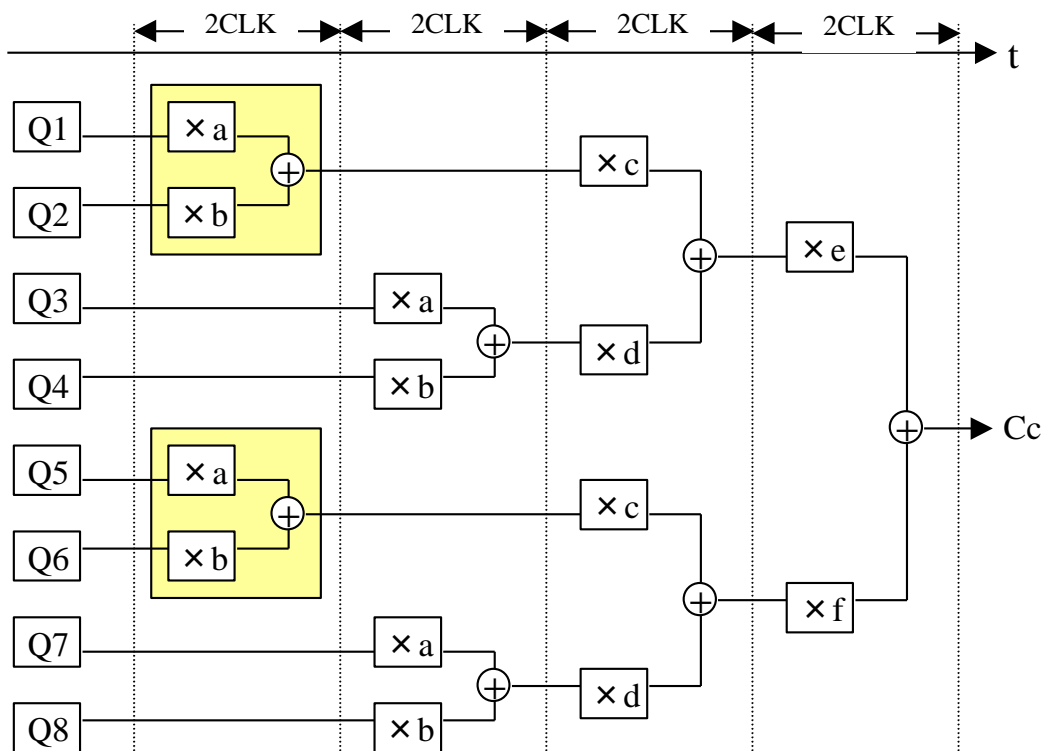 2CLK 2CLK 2CLK 2CLK
t
Q1 × a
× c
Q2 × b
× e
Q3 × a
× d
Q4 × b
Cc
Q5 × a
× c
Q6 × b
× f
Q7 × a
× d
Q8 × b